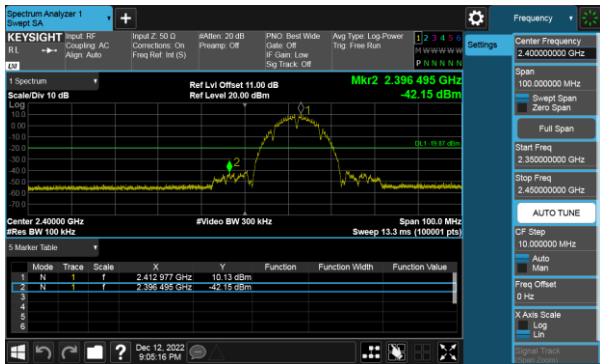 Spectrum Analyzer 1
Swept SA
+
Frequency
KEYSIGHT
Input: RF
Input Z: 50 Ω
#Atten: 20 dB
PNO: Best Wide
Avg Type: Log-Power
1 2 3 4 5 6
RL
Coupling: AC
Corrections: On
Preamp: Off
Gate: Off
Trig: Free Run
M W W W W W
Align: Auto
Freq Ref: Int (S)
IF Gain: Low
P N N N N N
LXI
Sig Track: Off
1 Spectrum
Ref Lvl Offset 11.00 dB
Mkr2 2.396 495 GHz
Scale/Div 10 dB
Ref Level 20.00 dBm
-42.15 dBm
Log
10.0
0.00
-10.0
-20.0
-30.0
-40.0
-50.0
-60.0
-70.0
1
2
DL1 -19.87 dBm
Center 2.40000 GHz
#Video BW 300 kHz
Span 100.0 MHz
#Res BW 100 kHz
Sweep 13.3 ms (100001 pts)
5 Marker Table
Mode Trace Scale X Y Function Function Width Function Value
1 N 1 f 2.412 977 GHz 10.13 dBm
2 N 1 f 2.396 495 GHz -42.15 dBm
3
4
5
6
Dec 12, 2022
9:05:16 PM
?
Settings
Center Frequency
2.400000000 GHz
Span
100.000000 MHz
Swept Span
Zero Span
Full Span
Start Freq
2.350000000 GHz
Stop Freq
2.450000000 GHz
AUTO TUNE
CF Step
10.000000 MHz
Auto
Man
Freq Offset
0 Hz
X Axis Scale
Log
Lin
Signal Track
(Span Zoom)